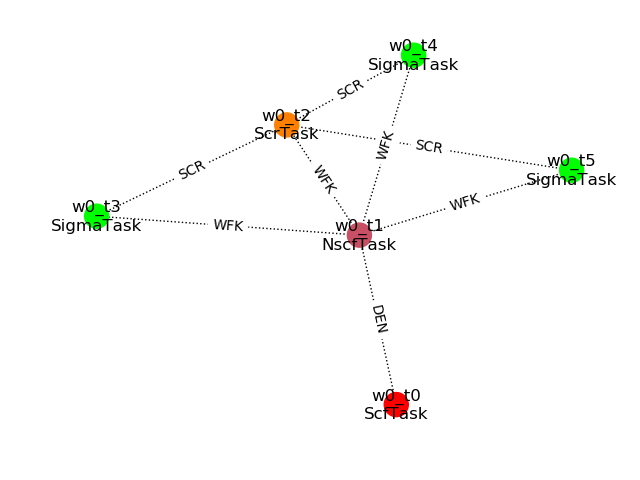 w0_t4
SigmaTask
SCR
w0_t2
ScrTask
WFK
SCR
w0_t5
SigmaTask
SCR
WFK
WFK
w0_t3
SigmaTask
WFK
w0_t1
NscfTask
DEN
w0_t0
ScfTask